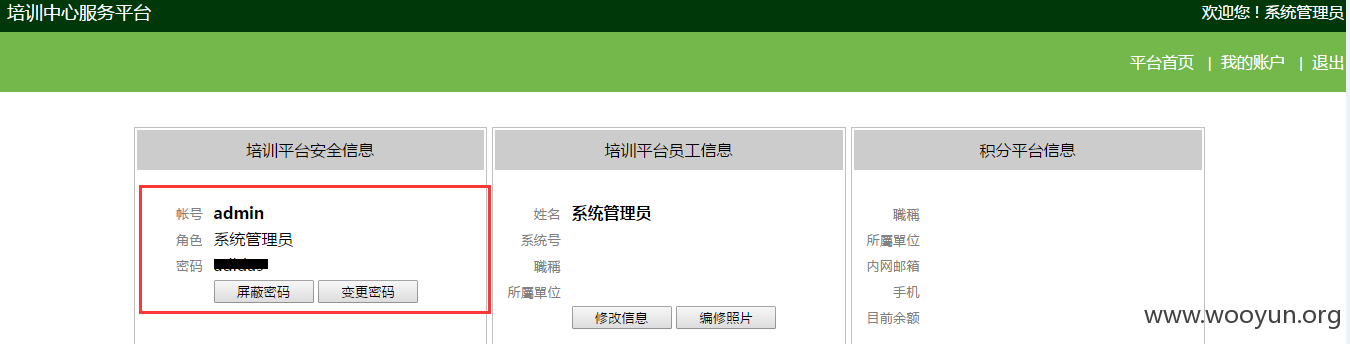 培训中心服务平台
欢迎您！系统管理员
平台首页 | 我的账户 | 退出
培训平台安全信息
帐号 admin
角色 系统管理员
密码
屏蔽密码 变更密码
培训平台员工信息
姓名 系统管理员
系统号
職稱
所屬單位
修改信息 编修照片
积分平台信息
職稱
所屬單位
内网邮箱
手机
目前余额
www.wooyun.org